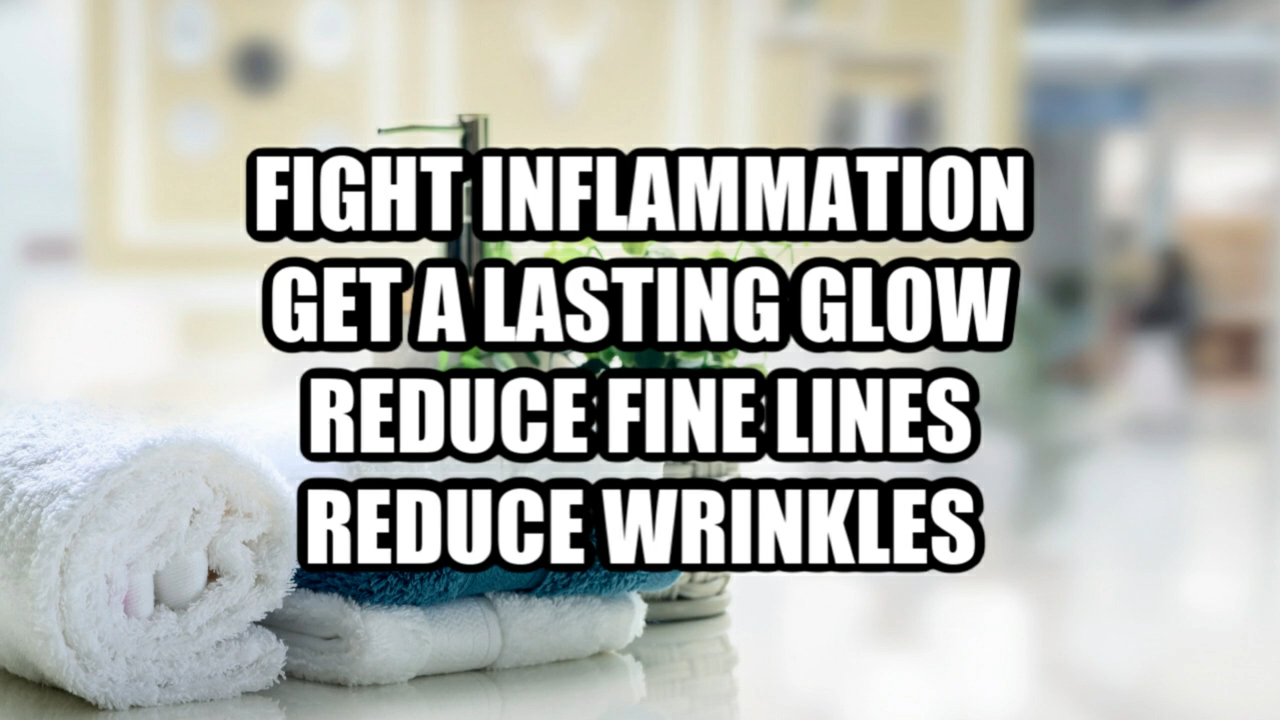 FIGHT INFLAMMATION
GET A LASTING GLOW
REDUCE FINE LINES
REDUCE WRINKLES